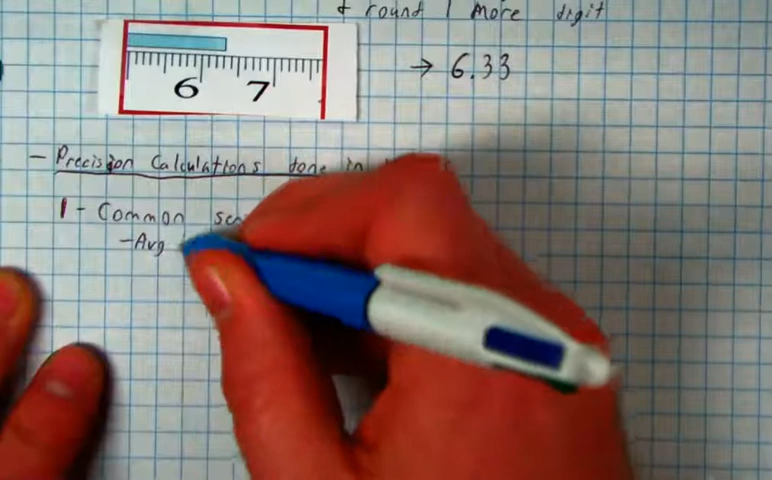 & round 1 more digit
6 7
→ 6.33
- Precision Calculations done in
1 - Common
- Avg